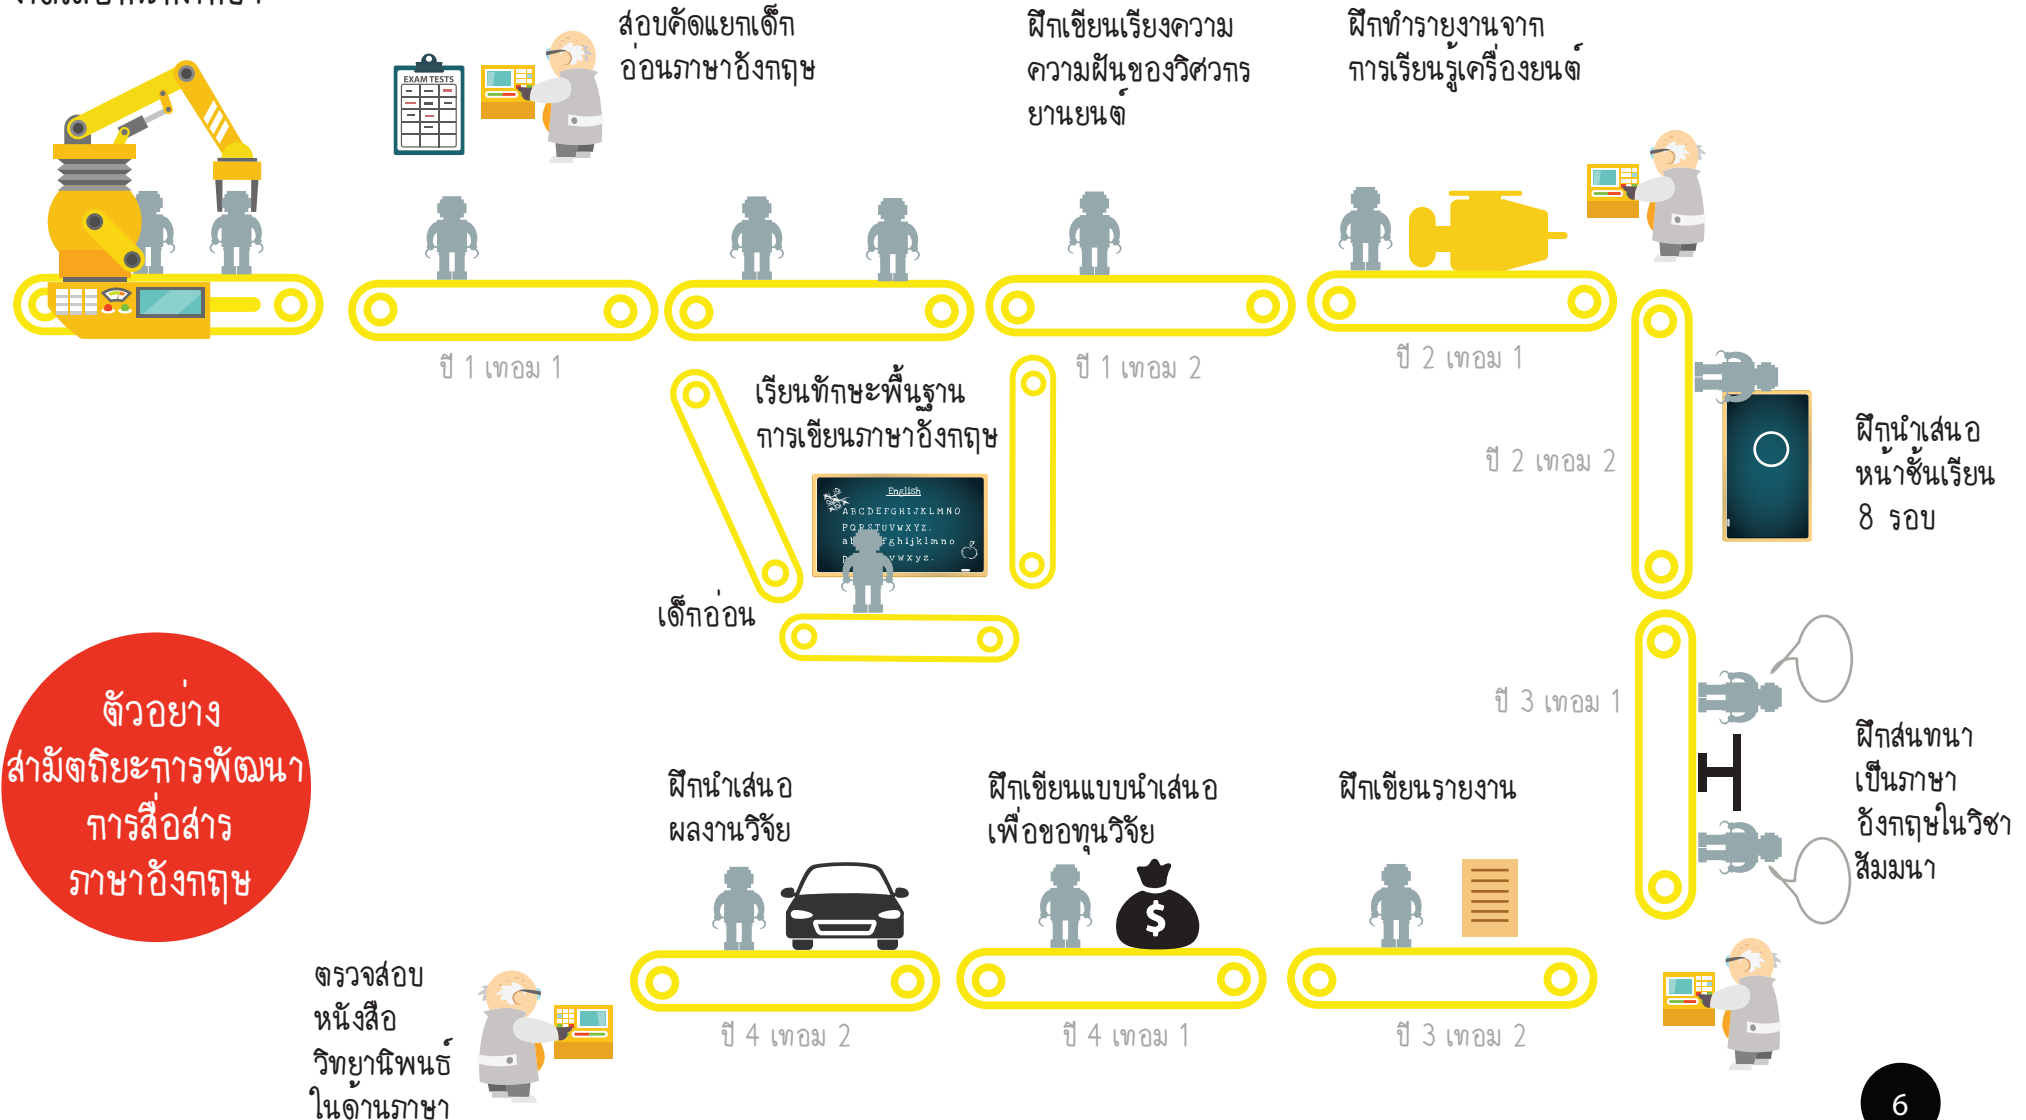 สอบคัดแยกเด็ก
อ่อนภาษาอังกฤษ
ฝึกเขียนเรียงความ
ความฝันของวิศวกร
ยานยนต์
ฝึกทำรายงานจาก
การเรียนรู้เครื่องยนต์
EXAM TESTS
ปี 1 เทอม 1
ปี 1 เทอม 2
ปี 2 เทอม 1
เรียนทักษะพื้นฐาน
การเขียนภาษาอังกฤษ
English
ABCDEFGHIJKLMNO
PQRSTUVWXYZ.
เด็กอ่อน
ปี 2 เทอม 2
ฝึกนำเสนอ
หน้าชั้นเรียน
8 รอบ
ปี 3 เทอม 1
ฝึกสนทนา
เป็นภาษา
อังกฤษในวิชา
สัมมนา
ตัวอย่าง
สามัตถิยะการพัฒนา
การสื่อสาร
ภาษาอังกฤษ
ฝึกนำเสนอ
ผลงานวิจัย
ฝึกเขียนแบบนำเสนอ
เพื่อขอทุนวิจัย
ฝึกเขียนรายงาน
$
ปี 4 เทอม 2
ปี 4 เทอม 1
ปี 3 เทอม 2
ตรวจสอบ
หนังสือ
วิทยานิพนธ์
ในด้านภาษา
6